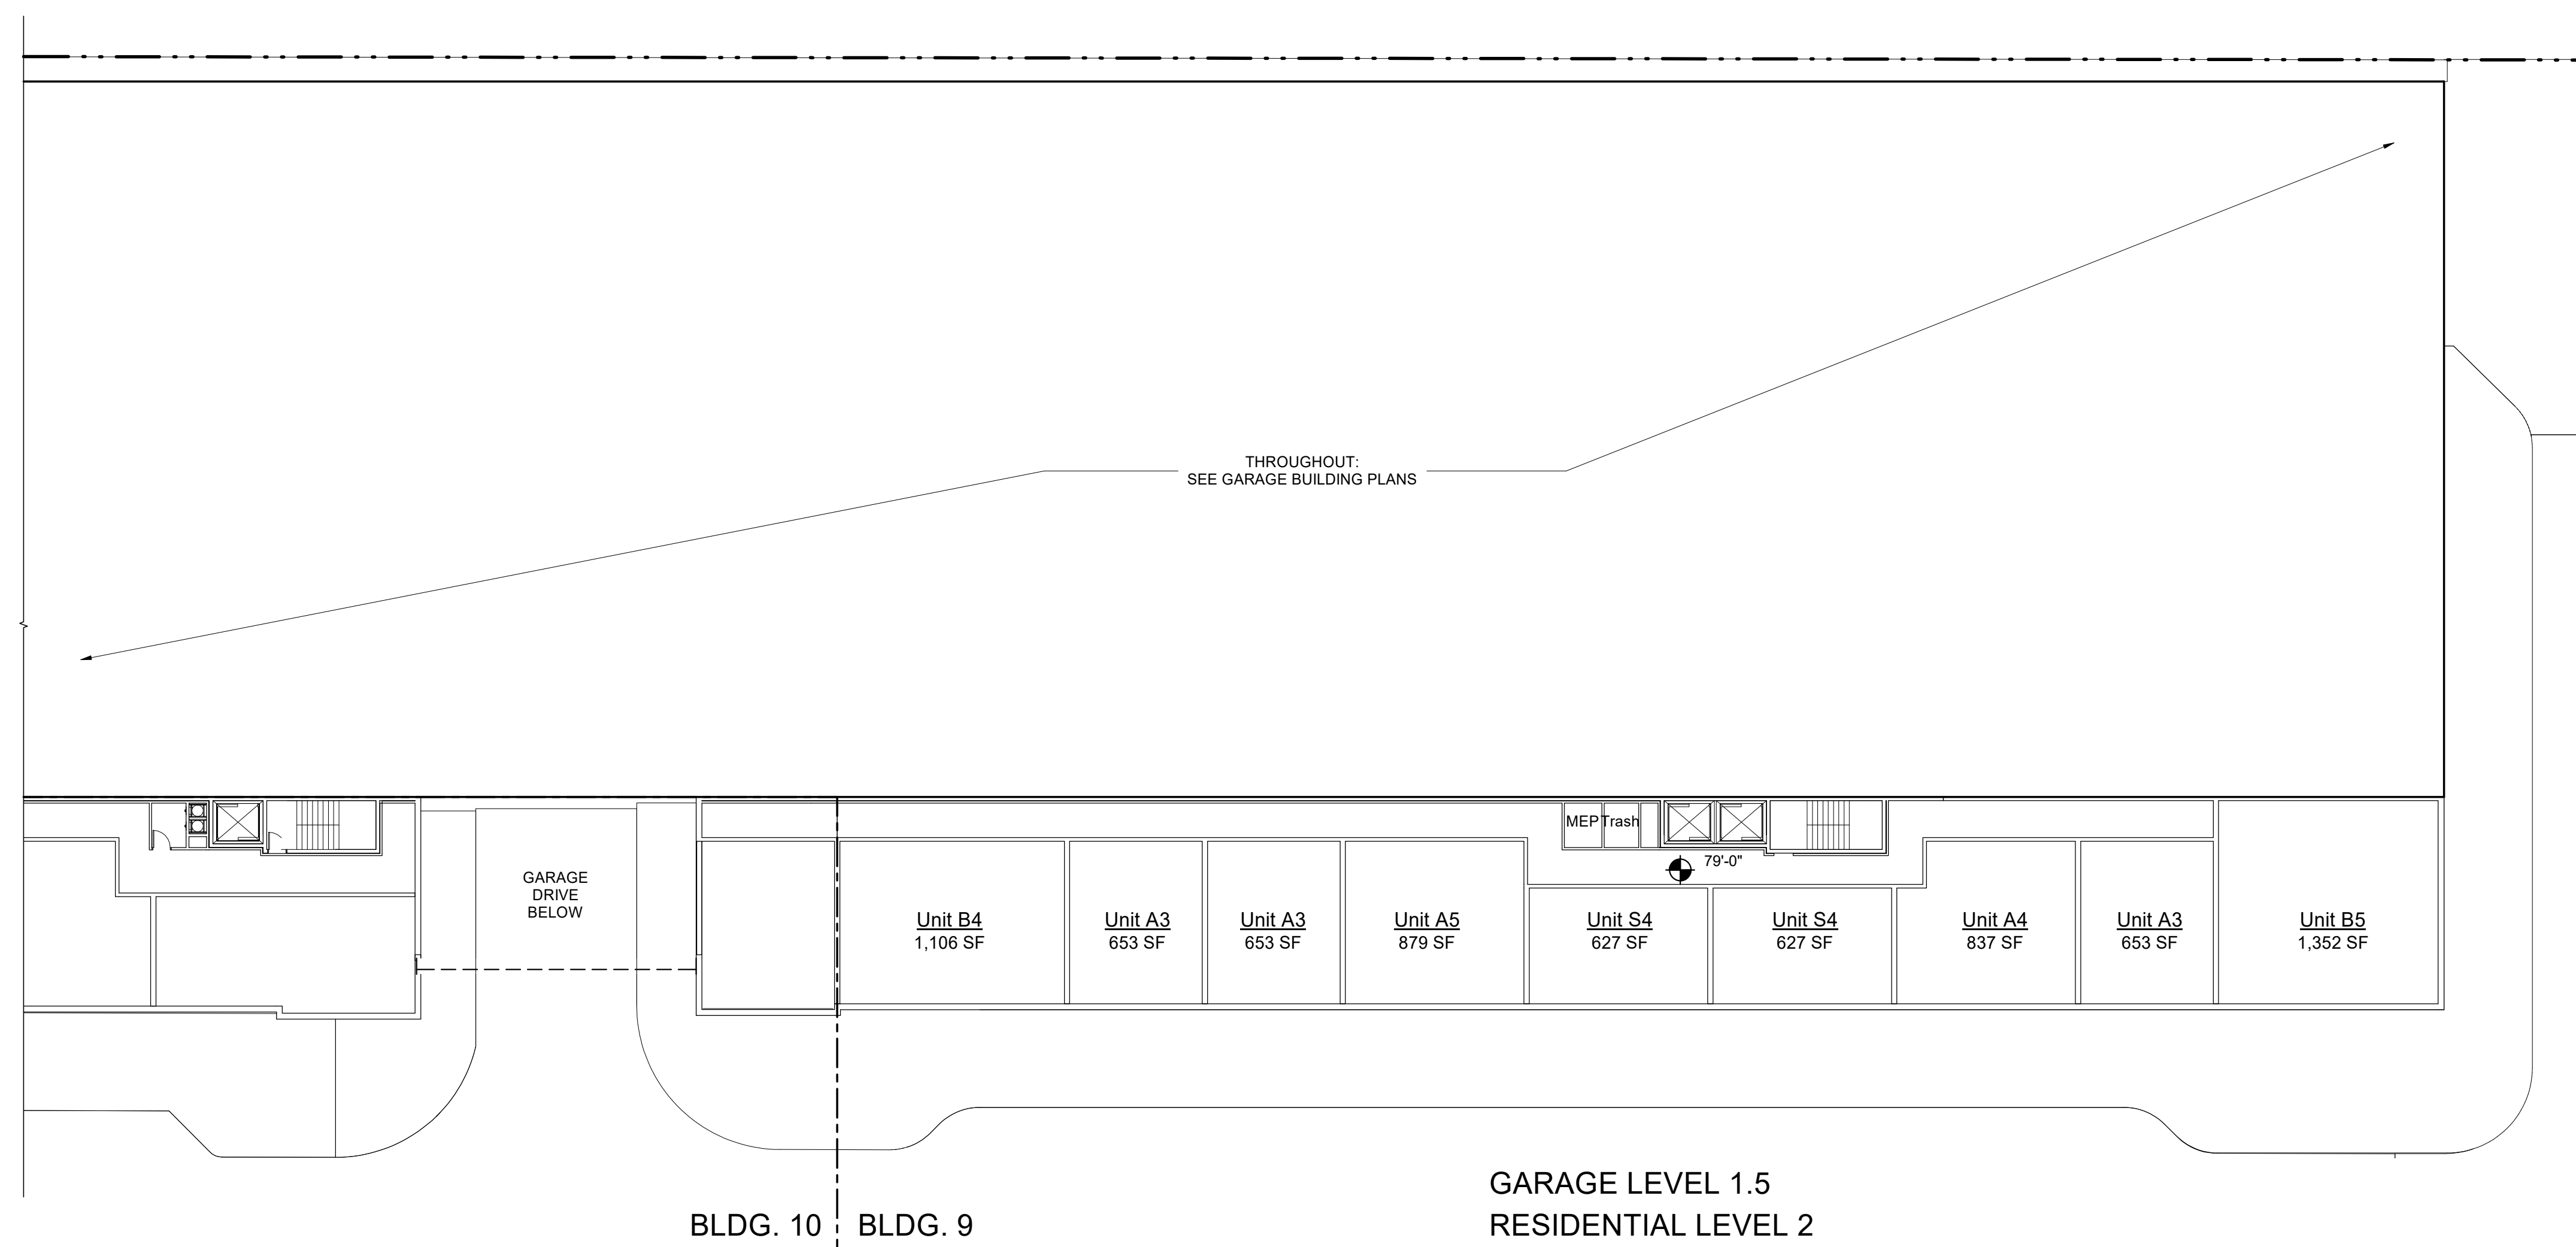 THROUGHOUT:
SEE GARAGE BUILDING PLANS
MEP Trash
79'-0"
GARAGE
DRIVE
BELOW
Unit B4
1,106 SF
Unit A3
653 SF
Unit A3
653 SF
Unit A5
879 SF
Unit S4
627 SF
Unit S4
627 SF
Unit A4
837 SF
Unit A3
653 SF
Unit B5
1,352 SF
GARAGE LEVEL 1.5
RESIDENTIAL LEVEL 2
BLDG. 10
BLDG. 9